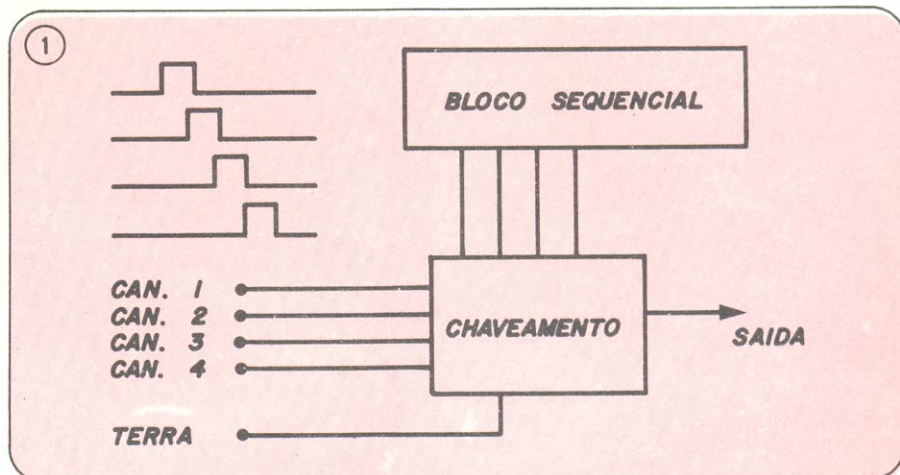 1
BLOCO SEQUENCIAL
CAN. 1
CAN. 2
CAN. 3
CAN. 4
CHAVEAMENTO
SAIDA
TERRA